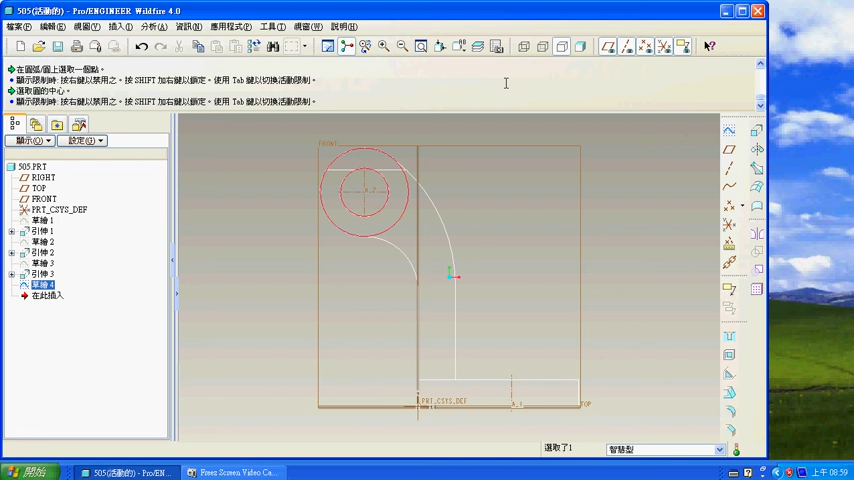 505(活動的) - Pro/ENGINEER Wildfire 4.0
檔案(F) 編輯(E) 視圖(V) 插入(I) 分析(A) 資訊(N) 應用程式(P) 工具(T) 視窗(W) 說明(H)
在圓弧/圓上選取一個點。
顯示限制時: 按右鍵以禁用之。按 SHIFT 加右鍵以鎖定。使用 Tab 鍵以切換活動限制。
選取圓的中心。
顯示限制時: 按右鍵以禁用之。按 SHIFT 加右鍵以鎖定。使用 Tab 鍵以切換活動限制。
顯示(O) 設定(G)
505.PRT
RIGHT
TOP
FRONT
PRT_CSYS_DEF
草繪 1
引伸 1
草繪 2
引伸 2
草繪 3
引伸 3
草繪 4
在此插入
FRONT
A_2
PRT_CSYS_DEF
TOP
選取了1
智慧型
開始
505(活動的) - Pro/EN...
Free Screen Video Ca...
上午 08:59